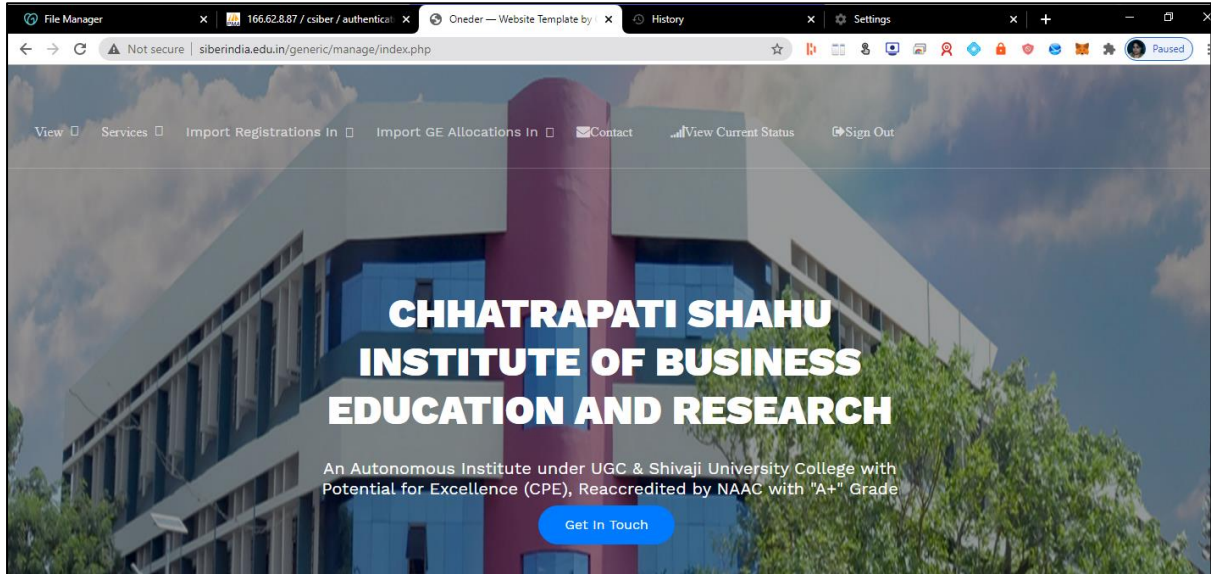 File Manager
166.62.8.87 / csiber / authenticat
Oneder — Website Template by
History
Settings
Not secure | siberindia.edu.in/generic/manage/index.php
Paused
View Services Import Registrations In Import GE Allocations In Contact View Current Status Sign Out
CHHATRAPATI SHAHU
INSTITUTE OF BUSINESS
EDUCATION AND RESEARCH
An Autonomous Institute under UGC & Shivaji University College with
Potential for Excellence (CPE), Reaccredited by NAAC with "A+" Grade
Get In Touch